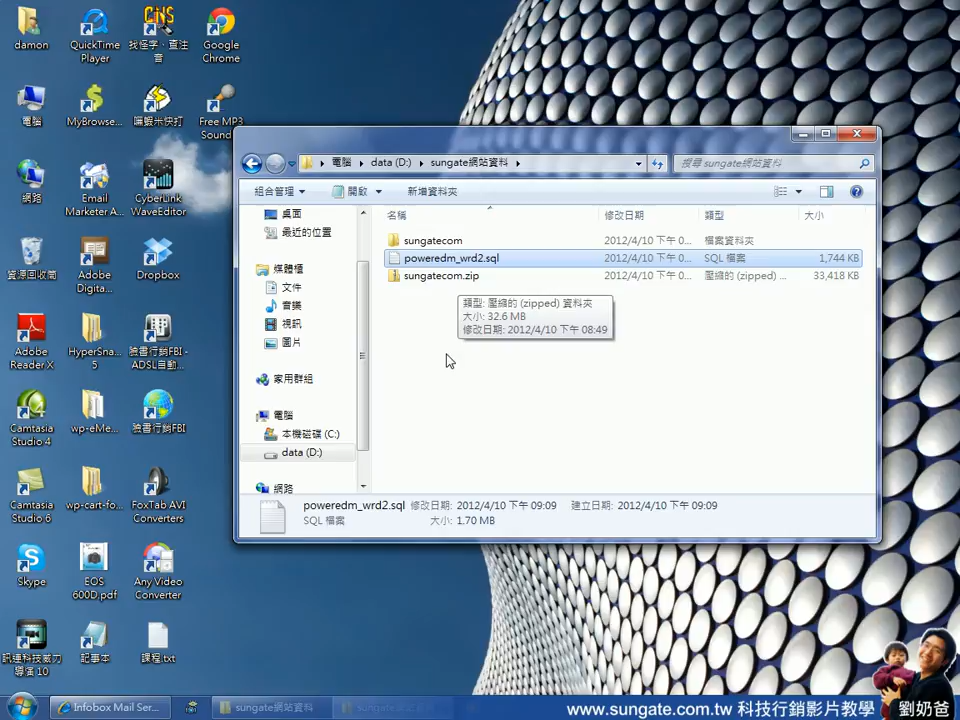 damon
QuickTime
Player
找怪字、查注
音
Google
Chrome
電腦
MyBrowse...
嘸蝦米快打
Free MP3
Sound
網路
Email
Marketer A...
CyberLink
WaveEditor
資源回收筒
Adobe
Digita...
Dropbox
Adobe
Reader X
HyperSna...
5
臉書行銷FBI -
ADSL自動...
Camtasia
Studio 4
wp-eMe...
臉書行銷FBI
Camtasia
Studio 6
wp-cart-fo...
FoxTab AVI
Converters
Skype
EOS
600D.pdf
Any Video
Converter
訊連科技威力
導演 10
記事本
課程.txt
電腦 data (D:) sungate網站資料
搜尋 sungate網站資料
組合管理 開啟 新增資料夾
桌面
最近的位置
媒體櫃
文件
音樂
視訊
圖片
家用群組
電腦
本機磁碟 (C:)
data (D:)
網路
名稱 修改日期 類型 大小
sungatecom 2012/4/10 下午 0... 檔案資料夾
poweredm_wrd2.sql 2012/4/10 下午 0... SQL 檔案 1,744 KB
sungatecom.zip 2012/4/10 下午 0... 壓縮的 (zipped) ... 33,418 KB
類型: 壓縮的 (zipped) 資料夾
大小: 32.6 MB
修改日期: 2012/4/10 下午 08:49
poweredm_wrd2.sql 修改日期: 2012/4/10 下午 09:09 建立日期: 2012/4/10 下午 09:09
SQL 檔案 大小: 1.70 MB
Infobox Mail Ser...
sungate網站資料
www.sungate.com.tw 科技行銷影片教學
劉奶爸